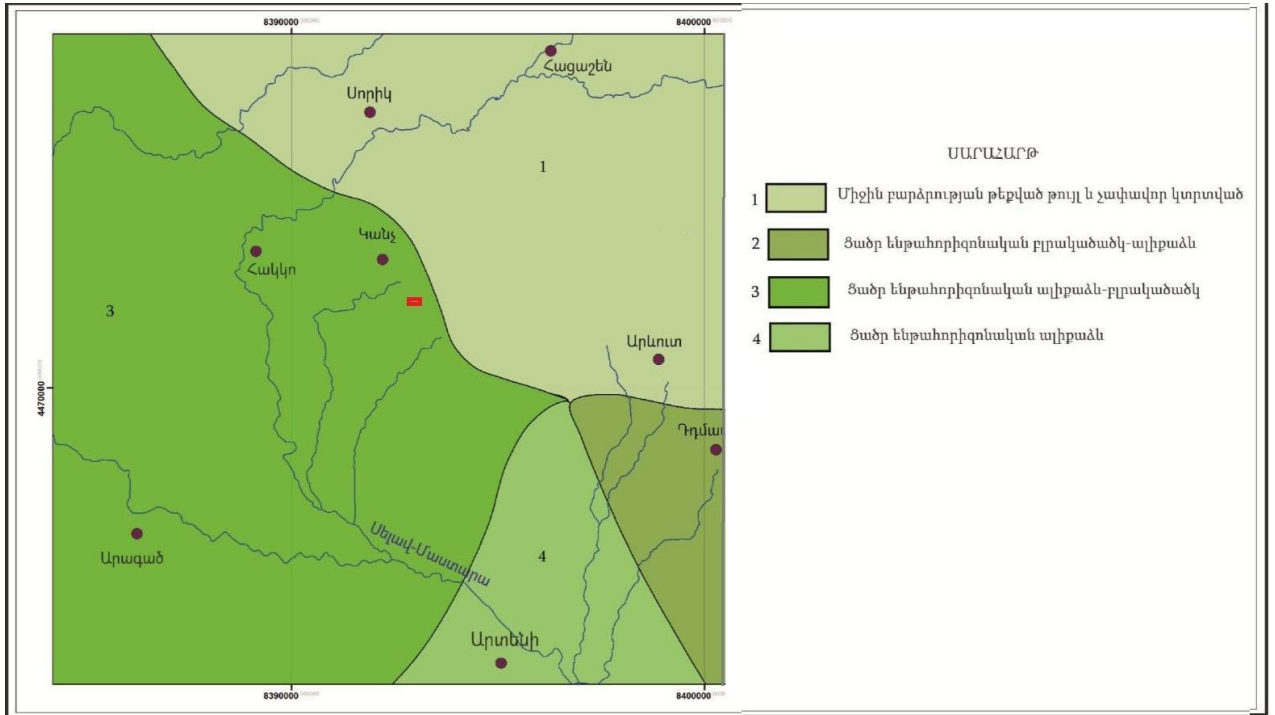 8390000
8400000
Հացաշեն
Սորիկ
1
Կանչ
Հակկո
3
Արևուտ
4470000
Դդմա
Սելավ-Մաստարա
Արագած
4
Արտենի
8390000
8400000
ՍԱՐԱՀԱՐԹ
1 Միջին բարձրության թեքված թույլ և չափավոր կտրտված
2 Ցածր ենթահորիզոնական բլրակածածկ-ալիքաձև
3 Ցածր ենթահորիզոնական ալիքաձև-բլրակածածկ
4 Ցածր ենթահորիզոնական ալիքաձև